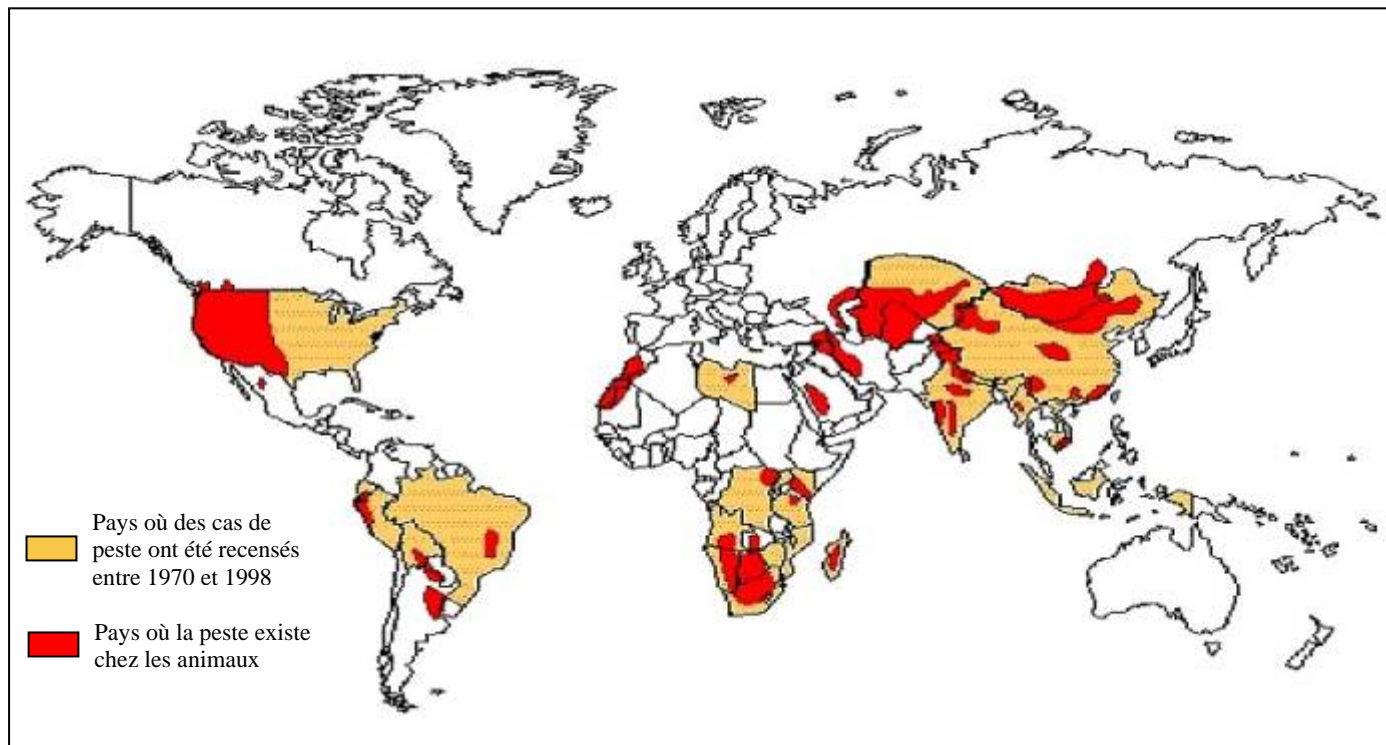 Pays où des cas de
peste ont été recensés
entre 1970 et 1998
Pays où la peste existe
chez les animaux